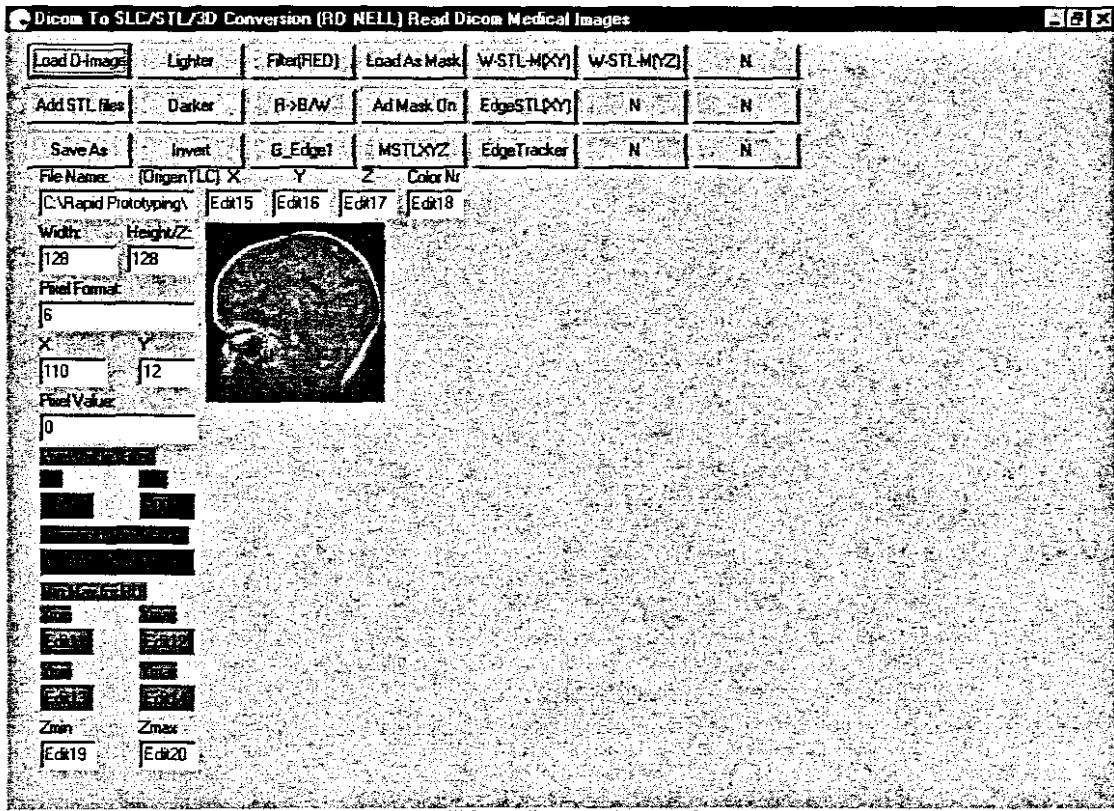 Dicom To SLC/STL/3D Conversion (RD NELL) Read Dicom Medical Images
Load D-Image Lighter Filter(RED) Load As Mask W-STL-M(XY) W-STL-M(YZ) N
Add STL files Darker R->B/W Ad Mask On EdgeSTL(XY) N N
Save As Invert G_Edge1 MSTLXYZ EdgeTracker N N
File Name: (OrigenTLC) X Y Z Color Nr
C:\Rapid Prototyping\ Edit15 Edit16 Edit17 Edit18
Width: Height/Z:
128 128
Pixel Format:
6
X Y
110 12
Pixel Value:
0
Zmin Zmax
Edit19 Edit20